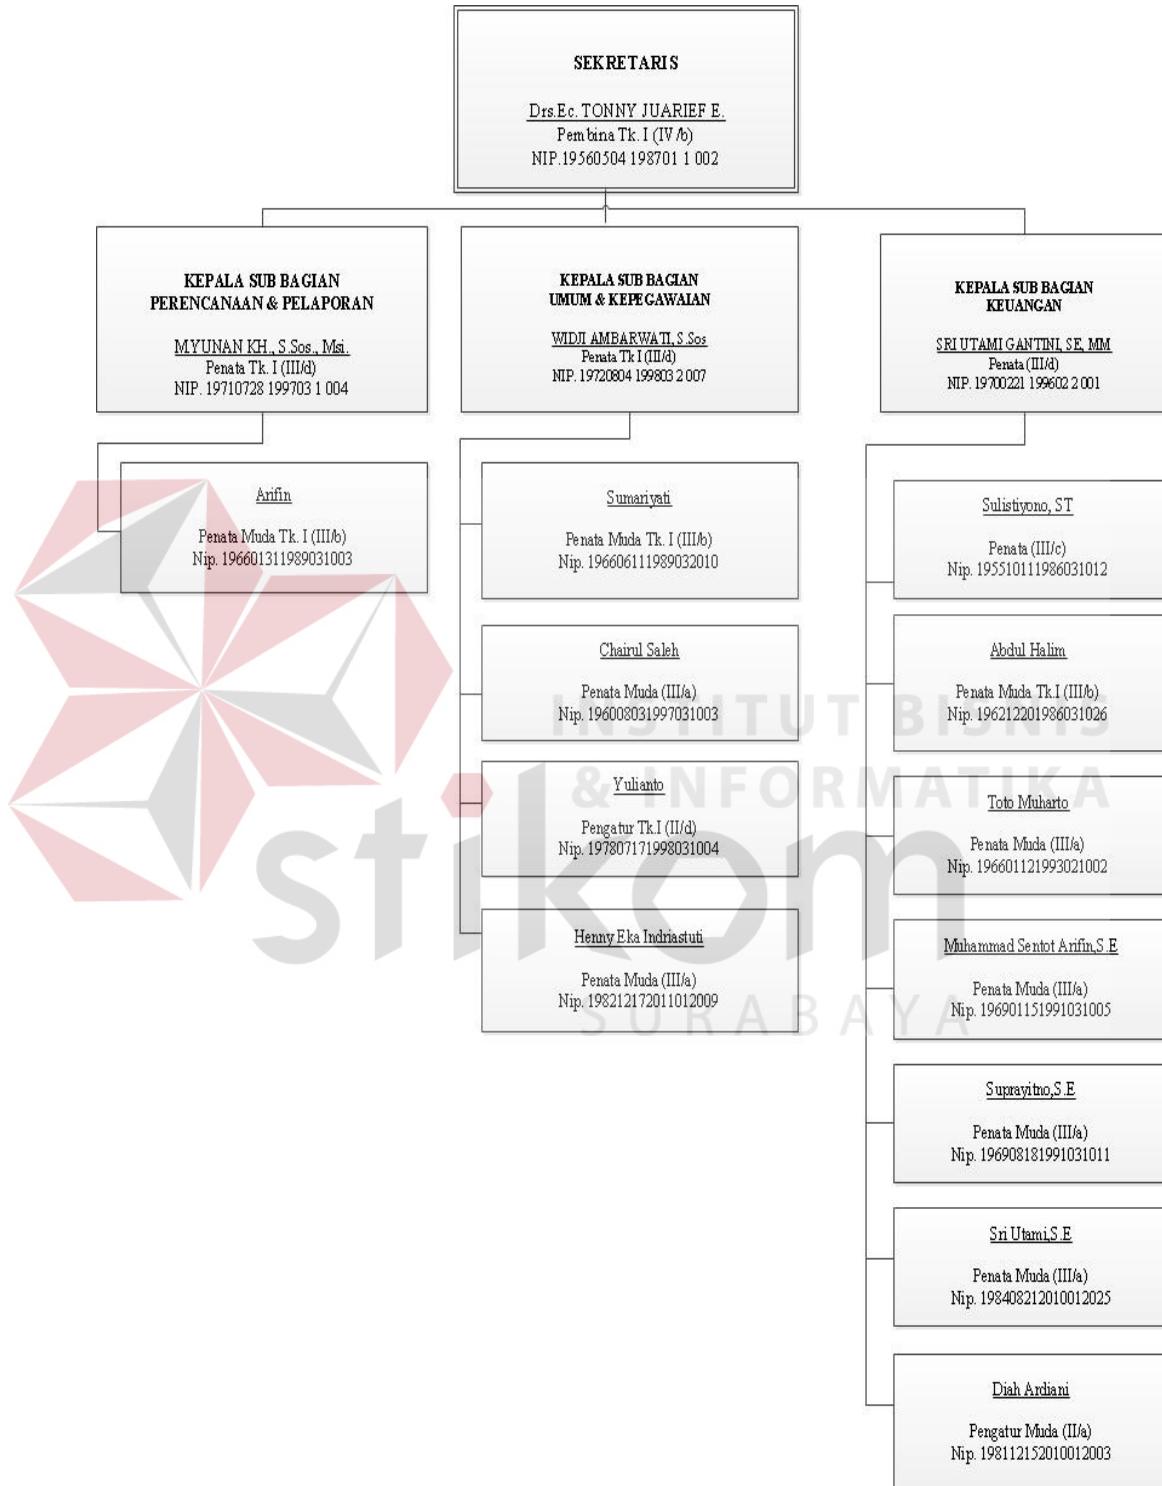 SEKRETARIS
Drs.Ec. TONNY JUARIEF E.
Pembina Tk. I (IV/b)
NIP.19560504 198701 1 002
KEPALA SUB BAGIAN
PERENCANAAN & PELAPORAN
M.YUNAN KH., S.Sos., Msi.
Penata Tk. I (III/d)
NIP. 19710728 199703 1 004
KEPALA SUB BAGIAN
UMUM & KEPEGAWAIAN
WIDJI AMBARWATI, S.Sos
Penata Tk I (III/d)
NIP. 19720804 199803 2 007
KEPALA SUB BAGIAN
KEUANGAN
SRI UTAMI GANTINI, SE, MM
Penata (III/d)
NIP. 19700221 199602 2 001
Arifin
Penata Muda Tk. I (III/b)
Nip. 196601311989031003
Sumariyati
Penata Muda Tk. I (III/b)
Nip. 196606111989032010
Chairul Saleh
Penata Muda (III/a)
Nip. 196008031997031003
Yulianto
Pengatur Tk.I (II/d)
Nip. 197807171998031004
Henny Eka Indriastuti
Penata Muda (III/a)
Nip. 198212172011012009
Sulistiyono, ST
Penata (III/c)
Nip. 195510111986031012
Abdul Halim
Penata Muda Tk.I (III/b)
Nip. 196212201986031026
Toto Muharto
Penata Muda (III/a)
Nip. 196601121993021002
Muhammad Sentot Arifin,S.E
Penata Muda (III/a)
Nip. 196901151991031005
Suprayitno,S.E
Penata Muda (III/a)
Nip. 196908181991031011
Sri Utami,S.E
Penata Muda (III/a)
Nip. 198408212010012025
Diah Ardiani
Pengatur Muda (II/a)
Nip. 198112152010012003
INSTITUT BISNIS
& INFORMATIKA
stikom
SURABAYA